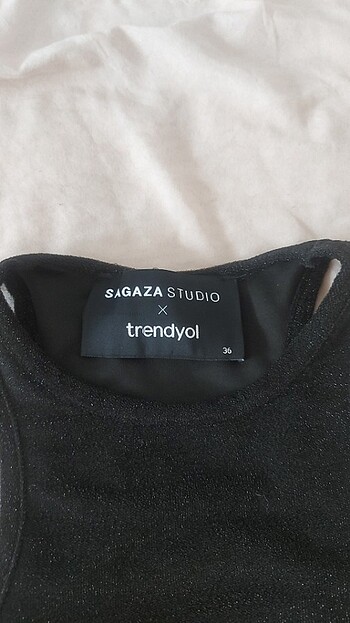 SAGAZA STUDIO
×
trendyol
36